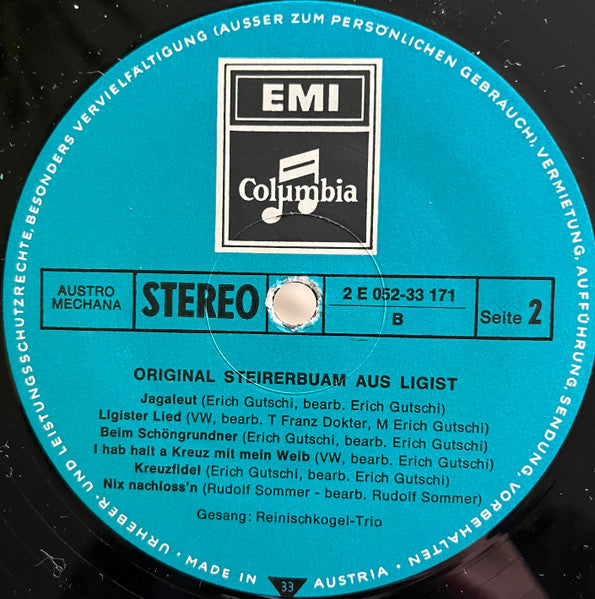 URHEBER- UND LEISTUNGSSCHUTZRECHTE, BESONDERS VERVIELFÄLTIGUNG (AUSSER ZUM PERSÖNLICHEN GEBRAUCH), VERMIETUNG, AUFFÜHRUNG, SENDUNG, VORBEHALTEN •
EMI
Columbia
AUSTRO
MECHANA
STEREO
2 E 052-33 171
B
Seite 2
ORIGINAL STEIRERBUAM AUS LIGIST
Jagaleut (Erich Gutschi, bearb. Erich Gutschi)
Ligister Lied (VW, bearb. T Franz Dokter, M Erich Gutschi)
Beim Schöngrundner (Erich Gutschi, bearb. Erich Gutschi)
I hab halt a Kreuz mit mein Weib (VW, bearb. Erich Gutschi)
Kreuzfidel (Erich Gutschi, bearb. Erich Gutschi)
Nix nachloss'n (Rudolf Sommer - bearb. Rudolf Sommer)
Gesang: Reinischkogel-Trio
• MADE IN 33 AUSTRIA •